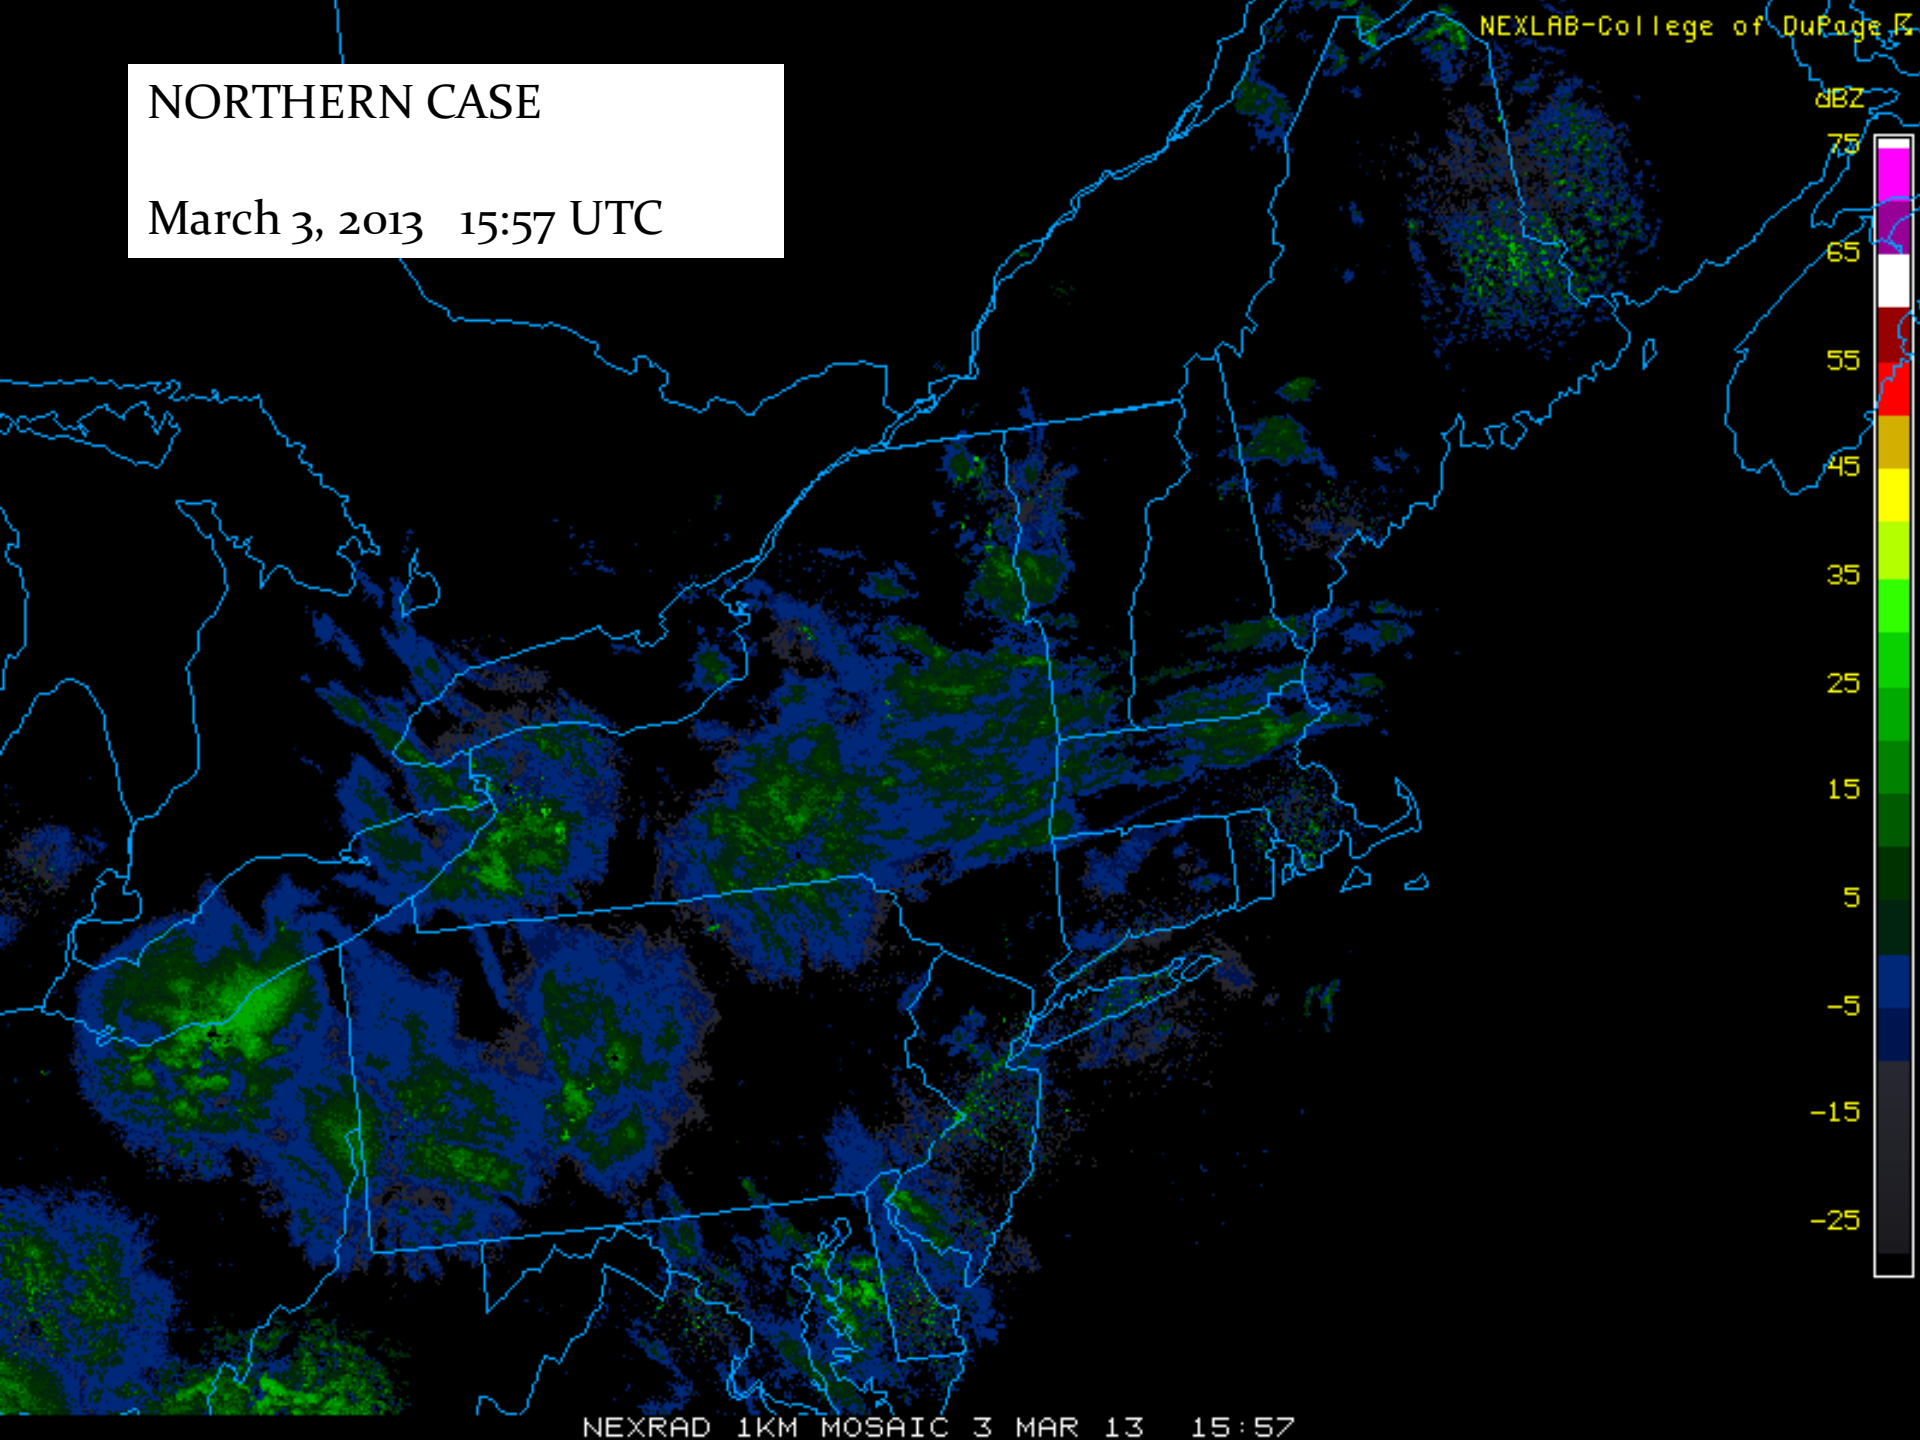 NEXLAB-College of DuPage
NORTHERN CASE
March 3, 2013 15:57 UTC
dBZ
75
65
55
45
35
25
15
5
-5
-15
-25
NEXRAD 1KM MOSAIC 3 MAR 13 15:57